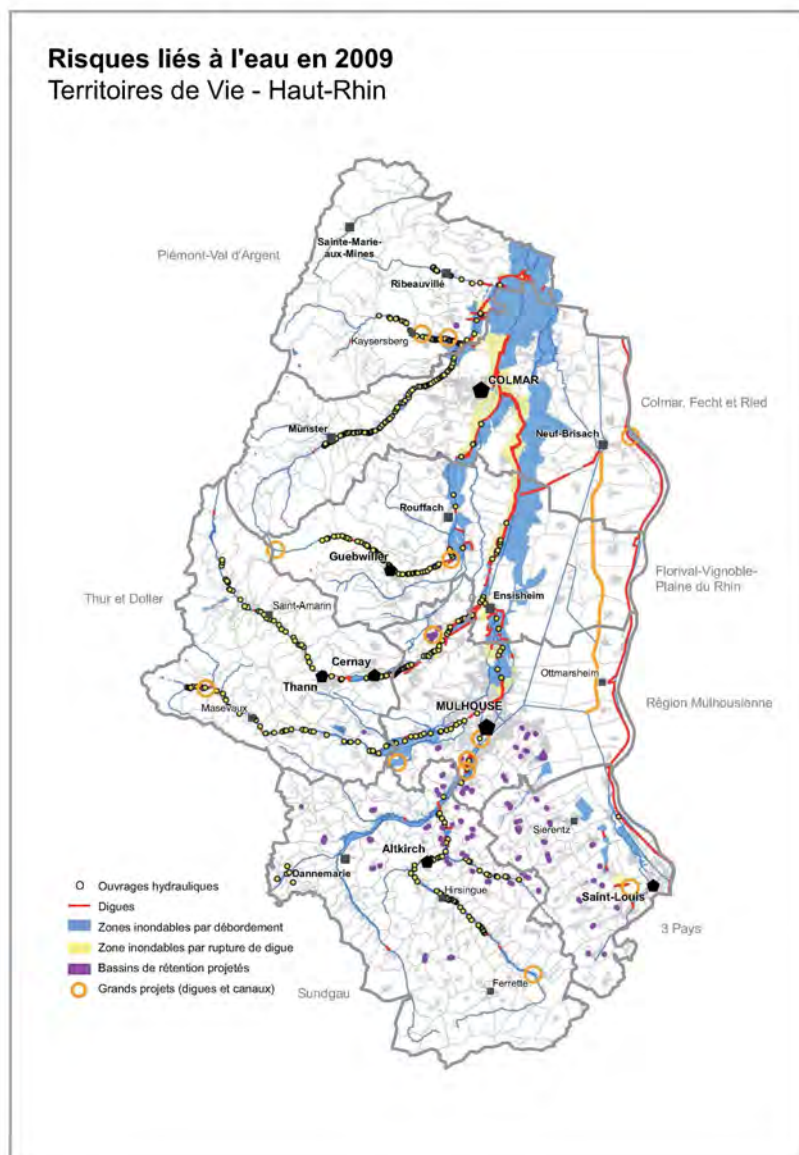 Risques liés à l'eau en 2009
Territoires de Vie - Haut-Rhin
Piémont-Val d'Argent
Sainte-Marie-
aux-Mines
Ribeauvillé
Kaysersberg
COLMAR
Colmar, Fecht et Ried
Munster
Neuf-Brisach
Rouffach
Guebwiller
Florival-Vignoble-
Plaine du Rhin
Thur et Doller
Saint-Amarin
Ensisheim
Cernay
Thann
Ottmarsheim
Région Mulhousienne
Masevaux
MULHOUSE
Sierentz
Altkirch
Dannemarie
Hirsingue
Saint-Louis
3 Pays
Sundgau
Ferrette
Ouvrages hydrauliques
Digues
Zones inondables par débordement
Zone inondables par rupture de digue
Bassins de rétention projetés
Grands projets (digues et canaux)